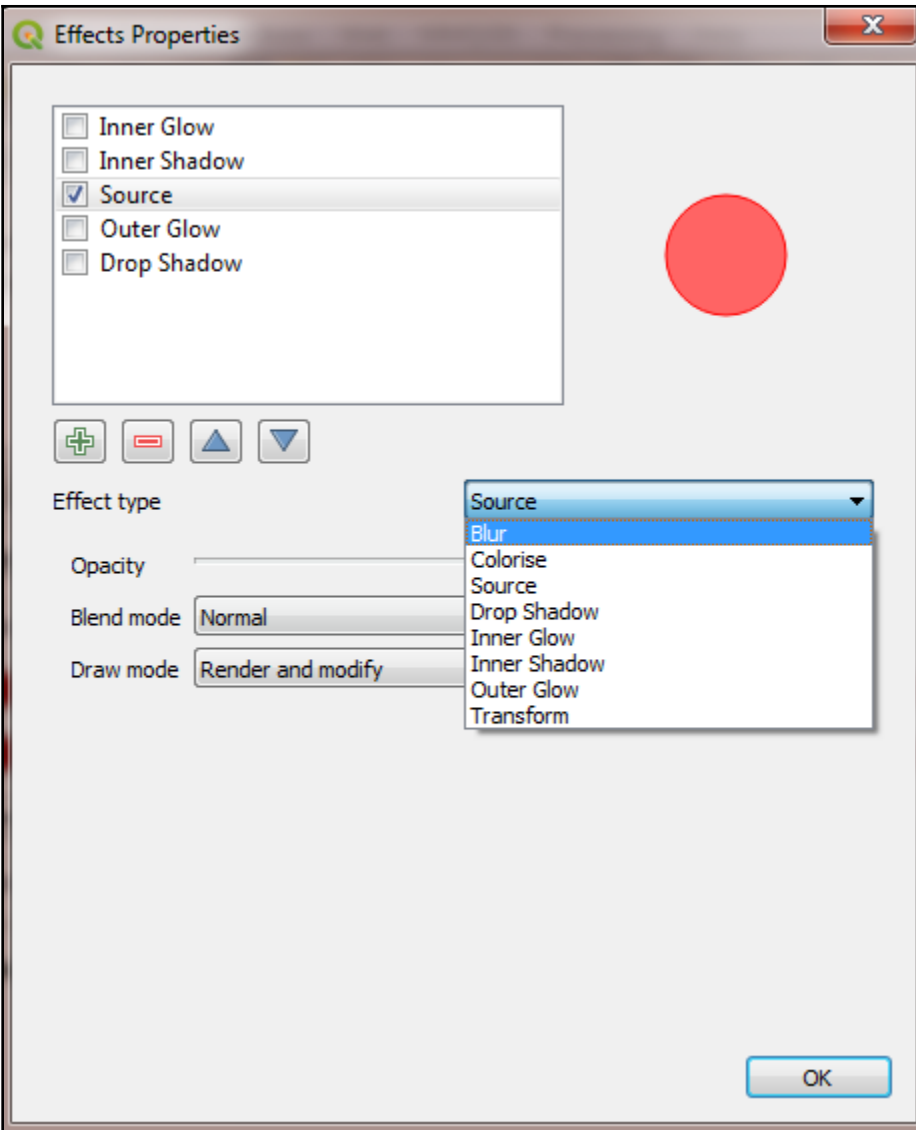 Effects Properties
Inner Glow
Inner Shadow
Source
Outer Glow
Drop Shadow
Effect type
Source
Blur
Colorise
Source
Drop Shadow
Inner Glow
Inner Shadow
Outer Glow
Transform
Opacity
Blend mode Normal
Draw mode Render and modify
OK